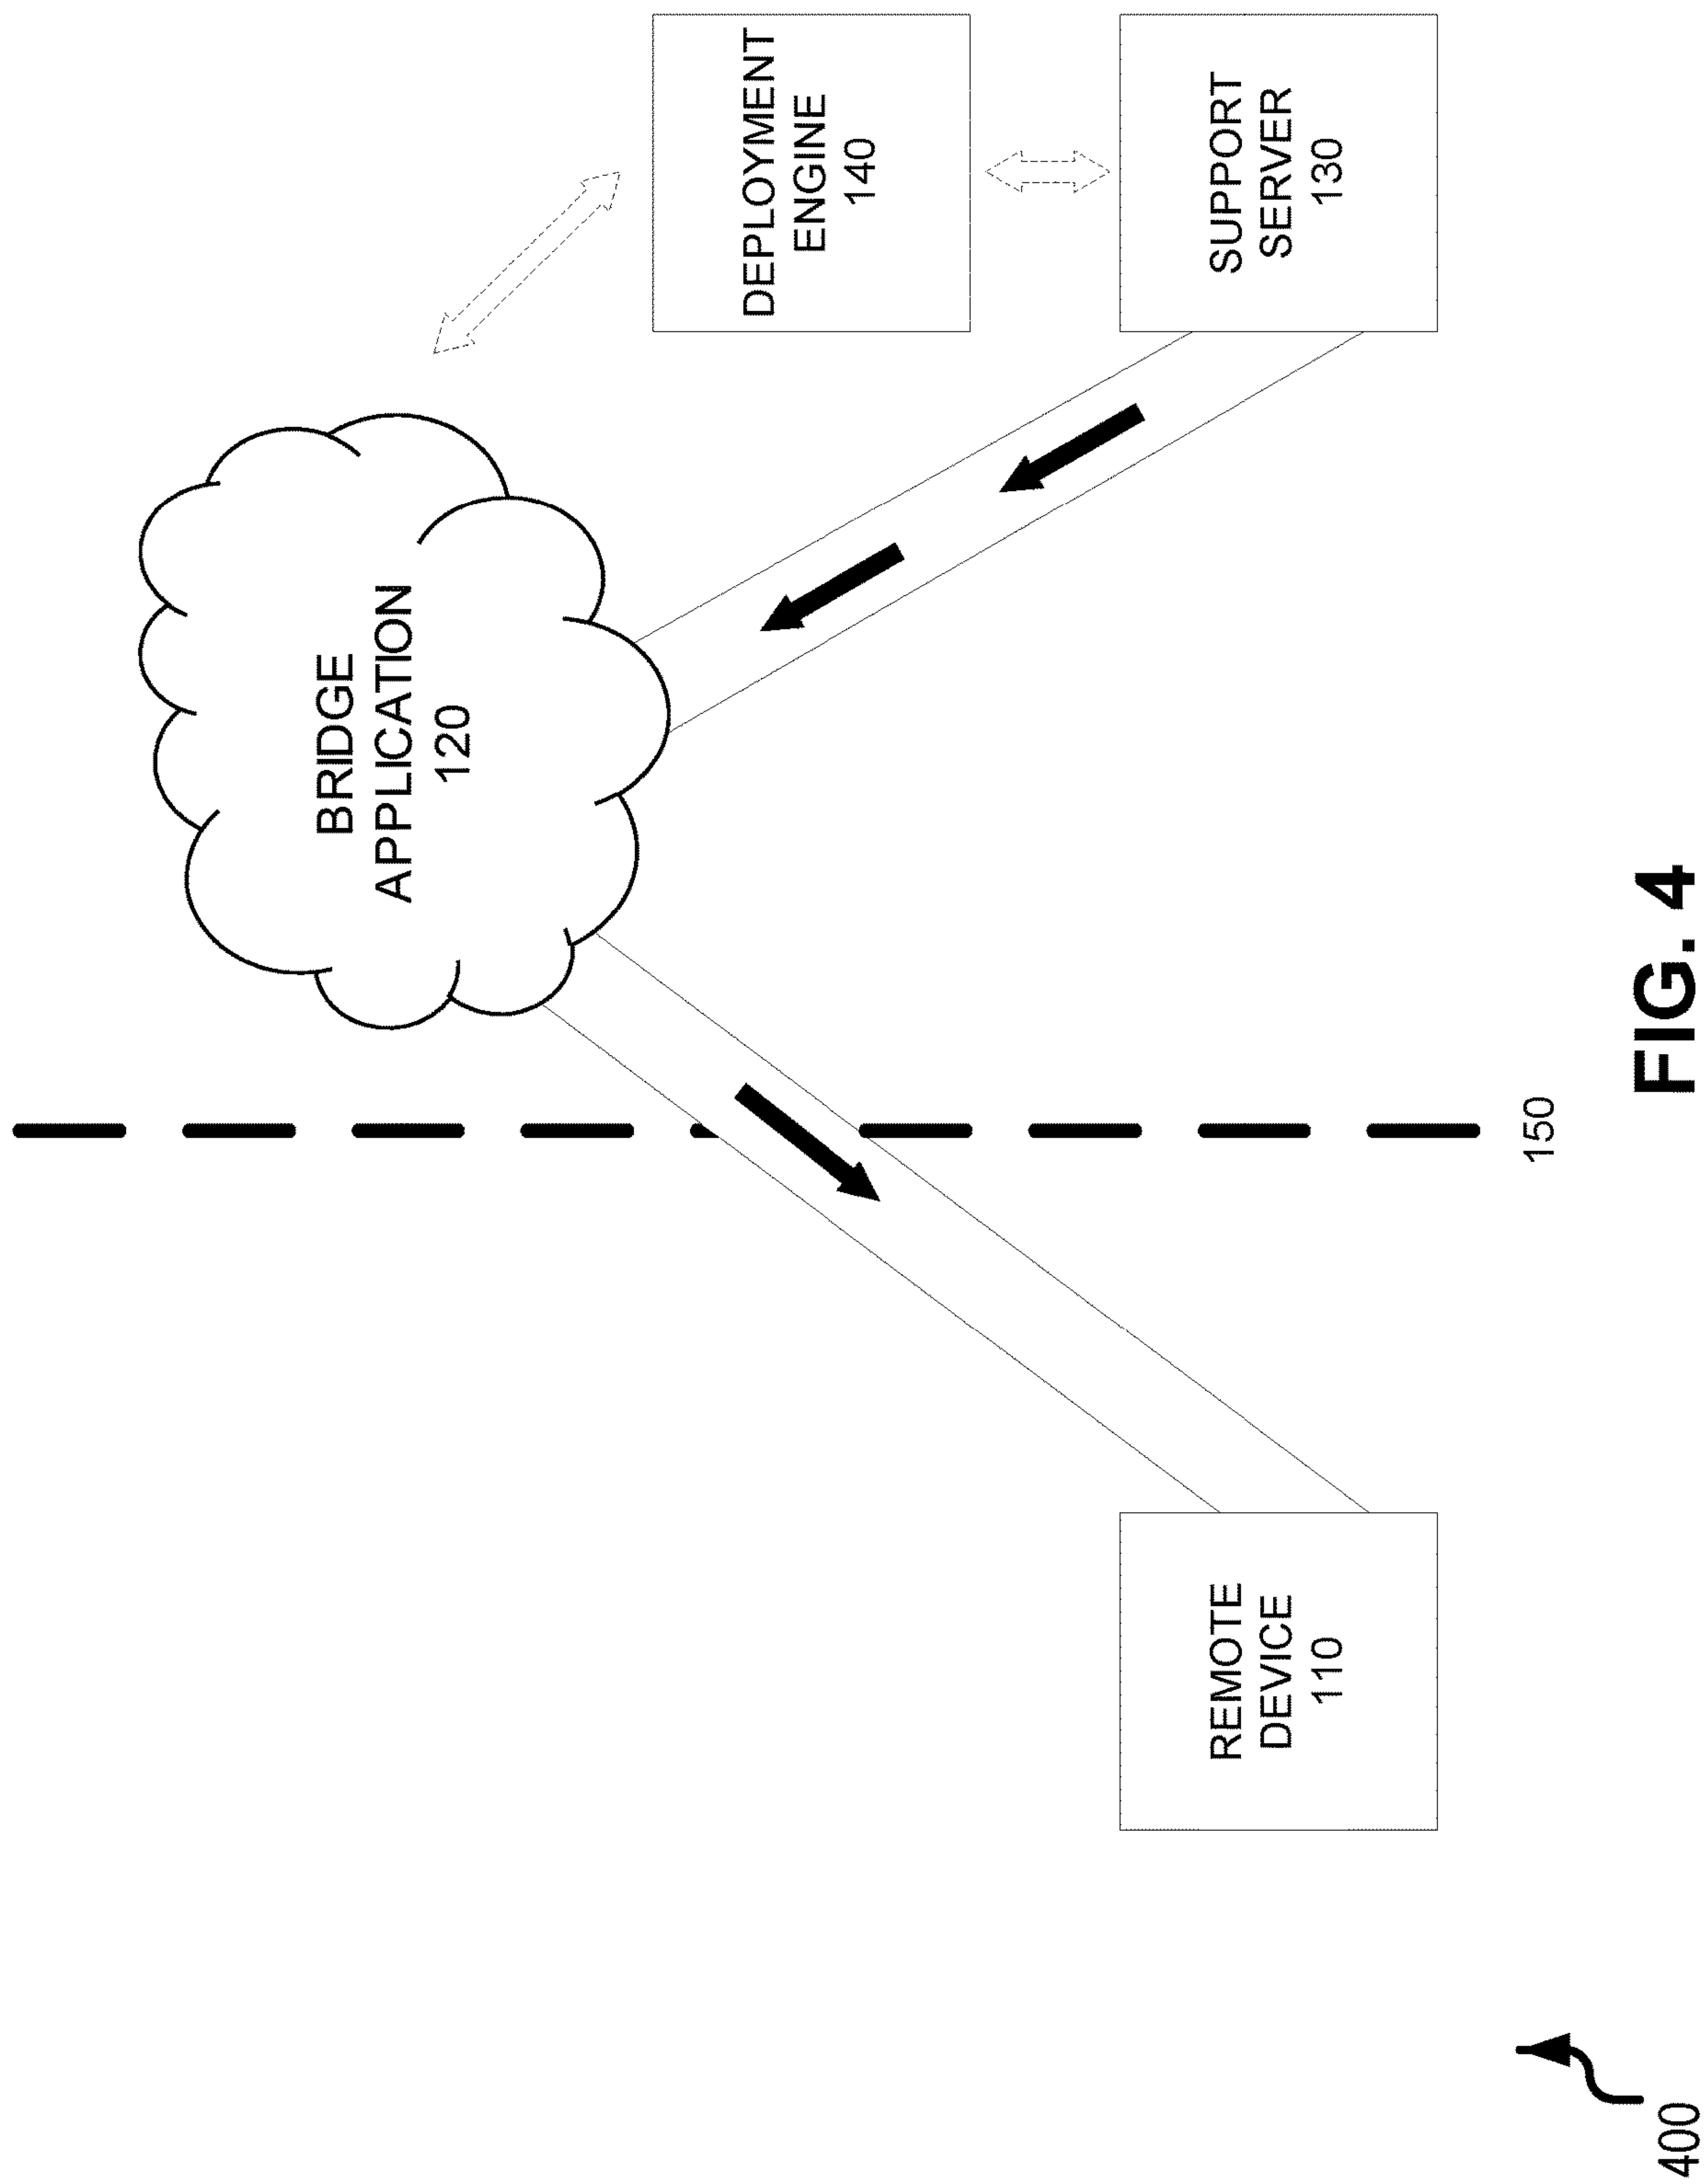 400
BRIDGE
APPLICATION
120
DEPLOYMENT
ENGINE
140
REMOTE
DEVICE
110
SUPPORT
SERVER
130
150
FIG. 4